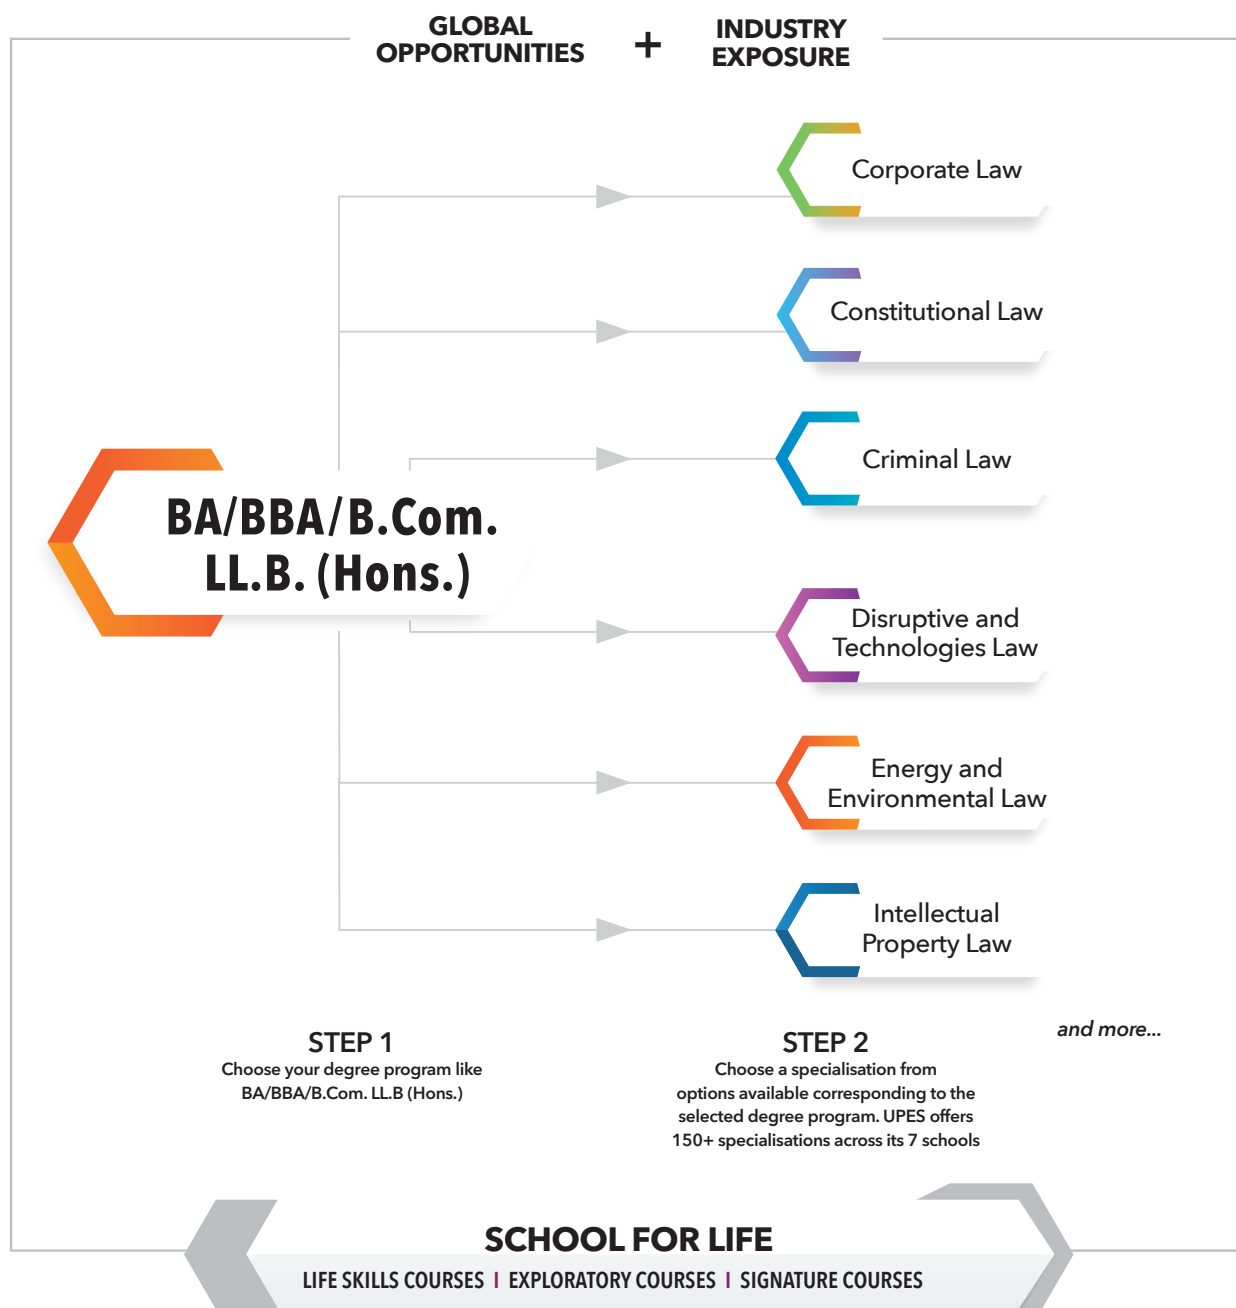 GLOBAL
OPPORTUNITIES
+
INDUSTRY
EXPOSURE
Corporate Law
Constitutional Law
Criminal Law
BA/BBA/B.Com.
LL.B. (Hons.)
Disruptive and
Technologies Law
Energy and
Environmental Law
Intellectual
Property Law
and more...
STEP 1
Choose your degree program like
BA/BBA/B.Com. LL.B (Hons.)
STEP 2
Choose a specialisation from
options available corresponding to the
selected degree program. UPES offers
150+ specialisations across its 7 schools
SCHOOL FOR LIFE
LIFE SKILLS COURSES I EXPLORATORY COURSES I SIGNATURE COURSES